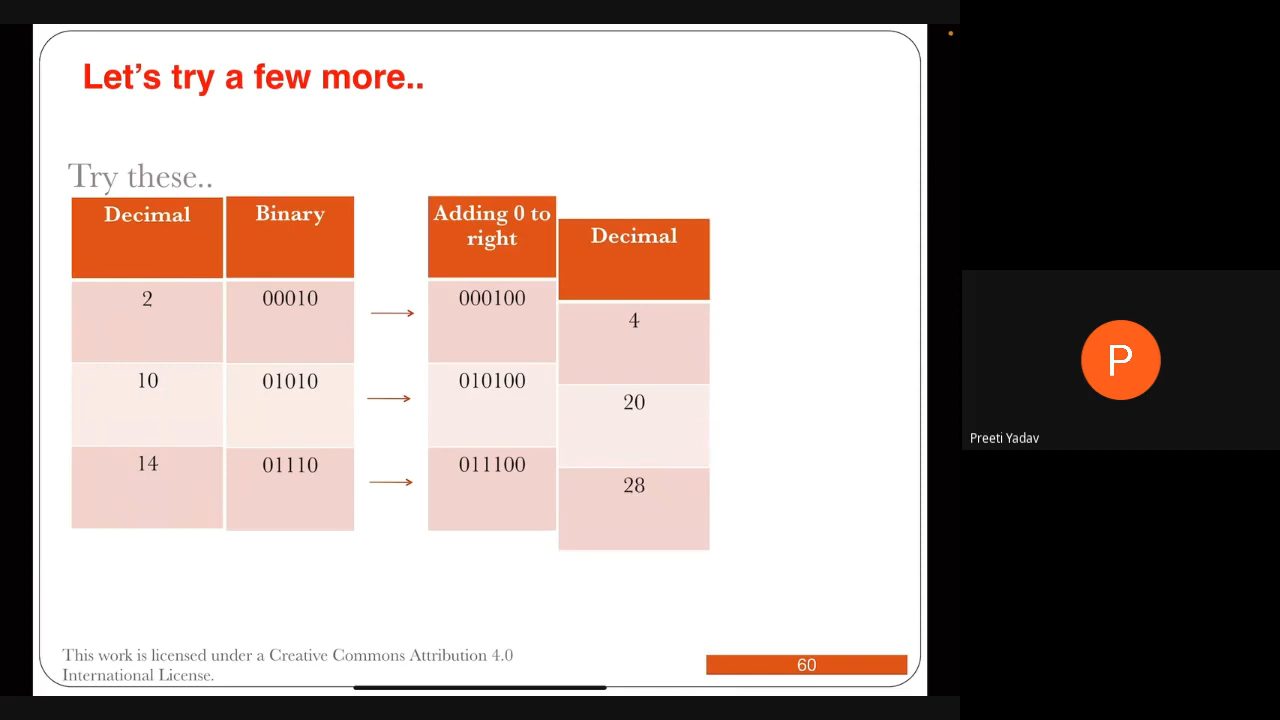 Let’s try a few more..
Try these..
Decimal Binary Adding 0 to right Decimal
2 00010 000100 4
10 01010 010100 20
14 01110 011100 28
This work is licensed under a Creative Commons Attribution 4.0
International License.
60
P
Preeti Yadav